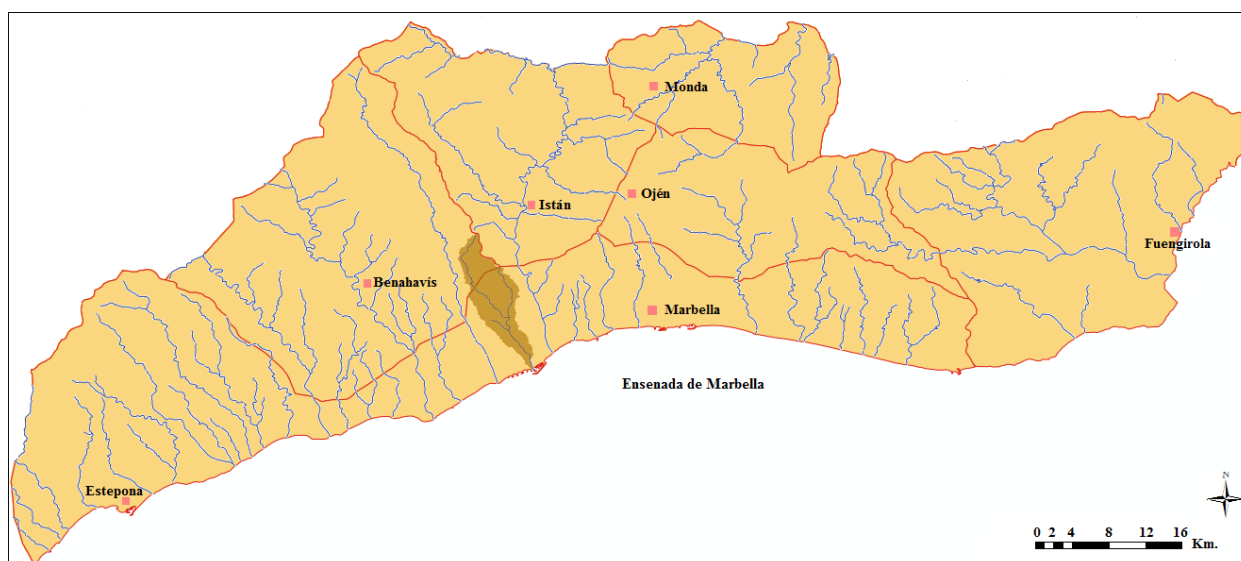 Monda
Istán
Ojén
Fuengirola
Benahavís
Marbella
Ensenada de Marbella
Estepona
N
0 2 4 8 12 16
Km.